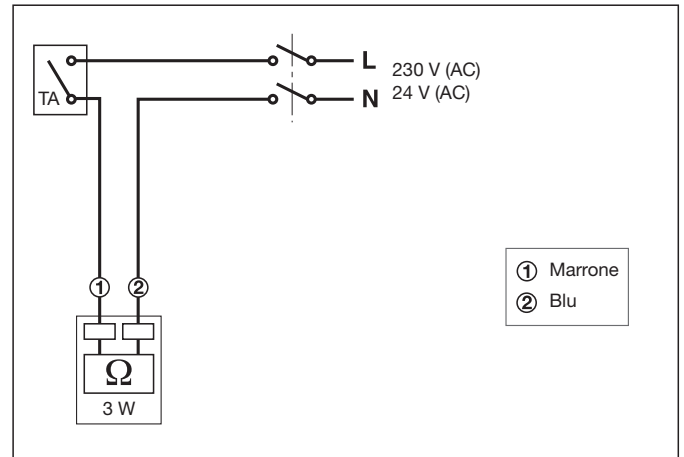 L 230 V (AC)
N 24 V (AC)
TA
① ②
① Marrone
② Blu
Ω
3 W